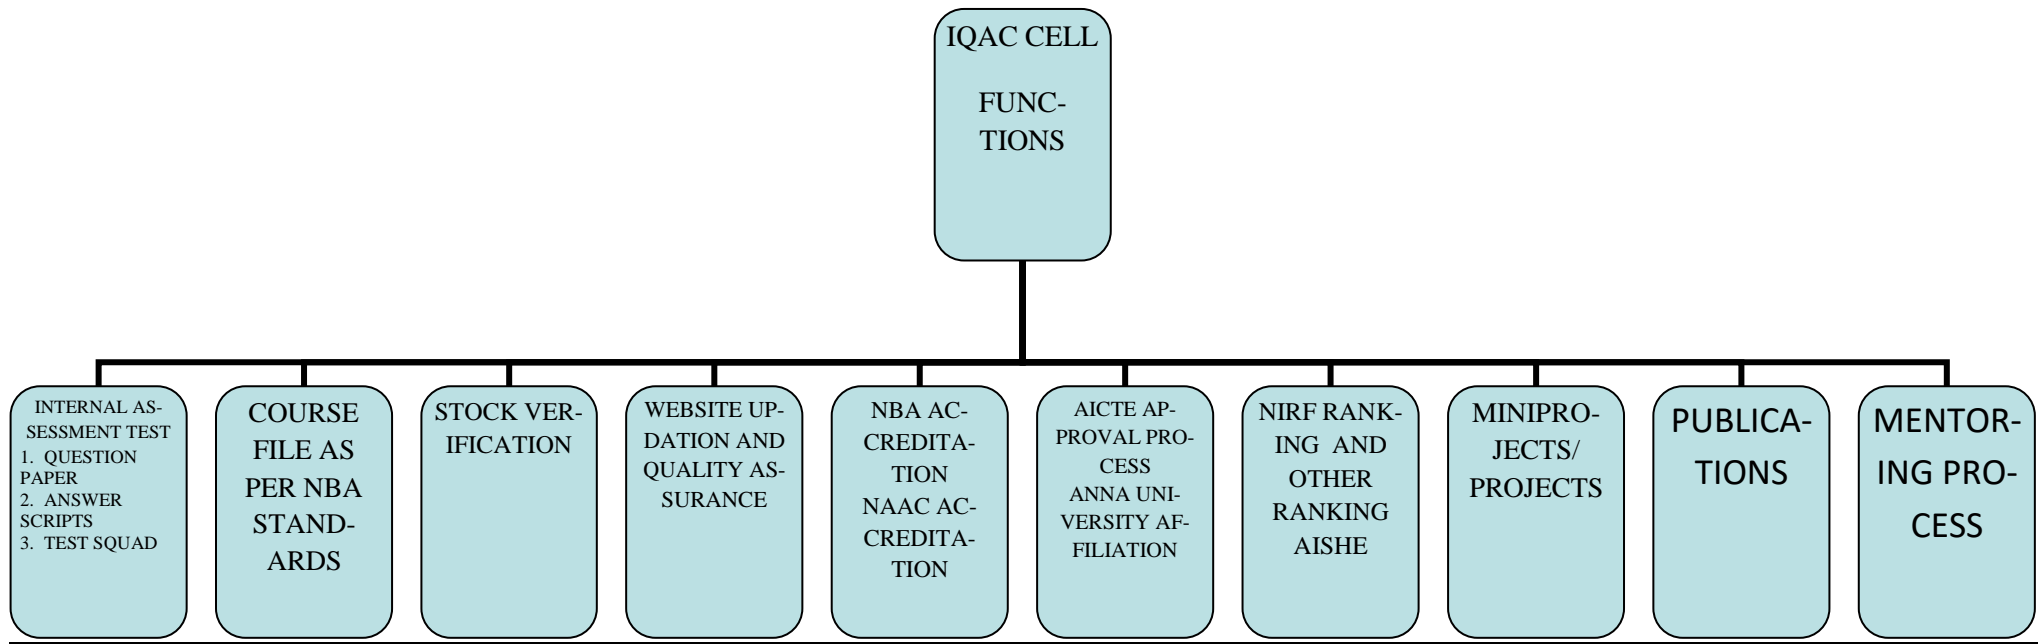 IQAC CELL
FUNC-
TIONS
INTERNAL AS-
SESSMENT TEST
1. QUESTION
PAPER
2. ANSWER
SCRIPTS
3. TEST SQUAD
COURSE
FILE AS
PER NBA
STAND-
ARDS
STOCK VER-
IFICATION
WEBSITE UP-
DATION AND
QUALITY AS-
SURANCE
NBA AC-
CREDITA-
TION
NAAC AC-
CREDITA-
TION
AICTE AP-
PROVAL PRO-
CESS
ANNA UNI-
VERSITY AF-
FILIATION
NIRF RANK-
ING AND
OTHER
RANKING
AISHE
MINIPRO-
JECTS/
PROJECTS
PUBLICA-
TIONS
MENTOR-
ING PRO-
CESS